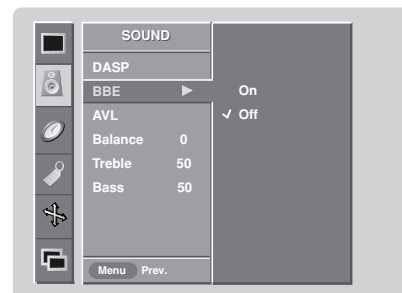 SOUND
DASP
BBE
On
AVL
Off
Balance 0
Treble 50
Bass 50
Menu Prev.